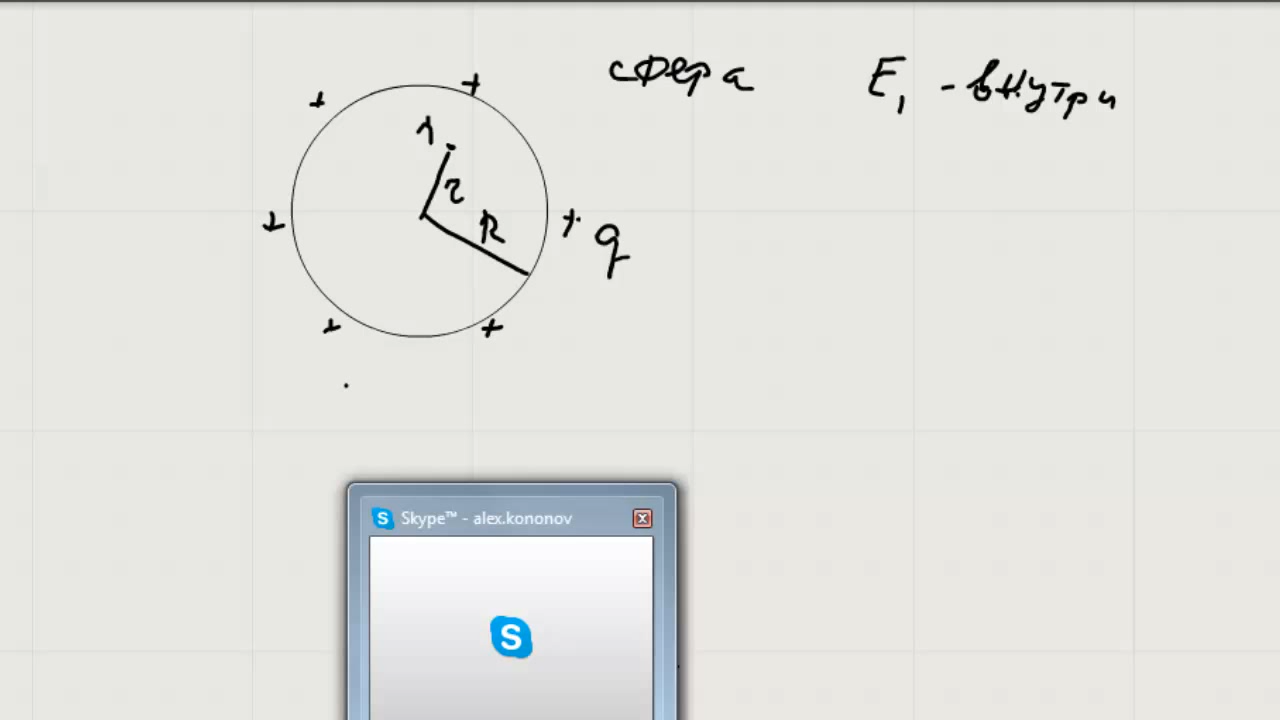 сфера E₁ - внутри
+ + + + + +
1
r
R
q
Skype™ - alex.kononov
S